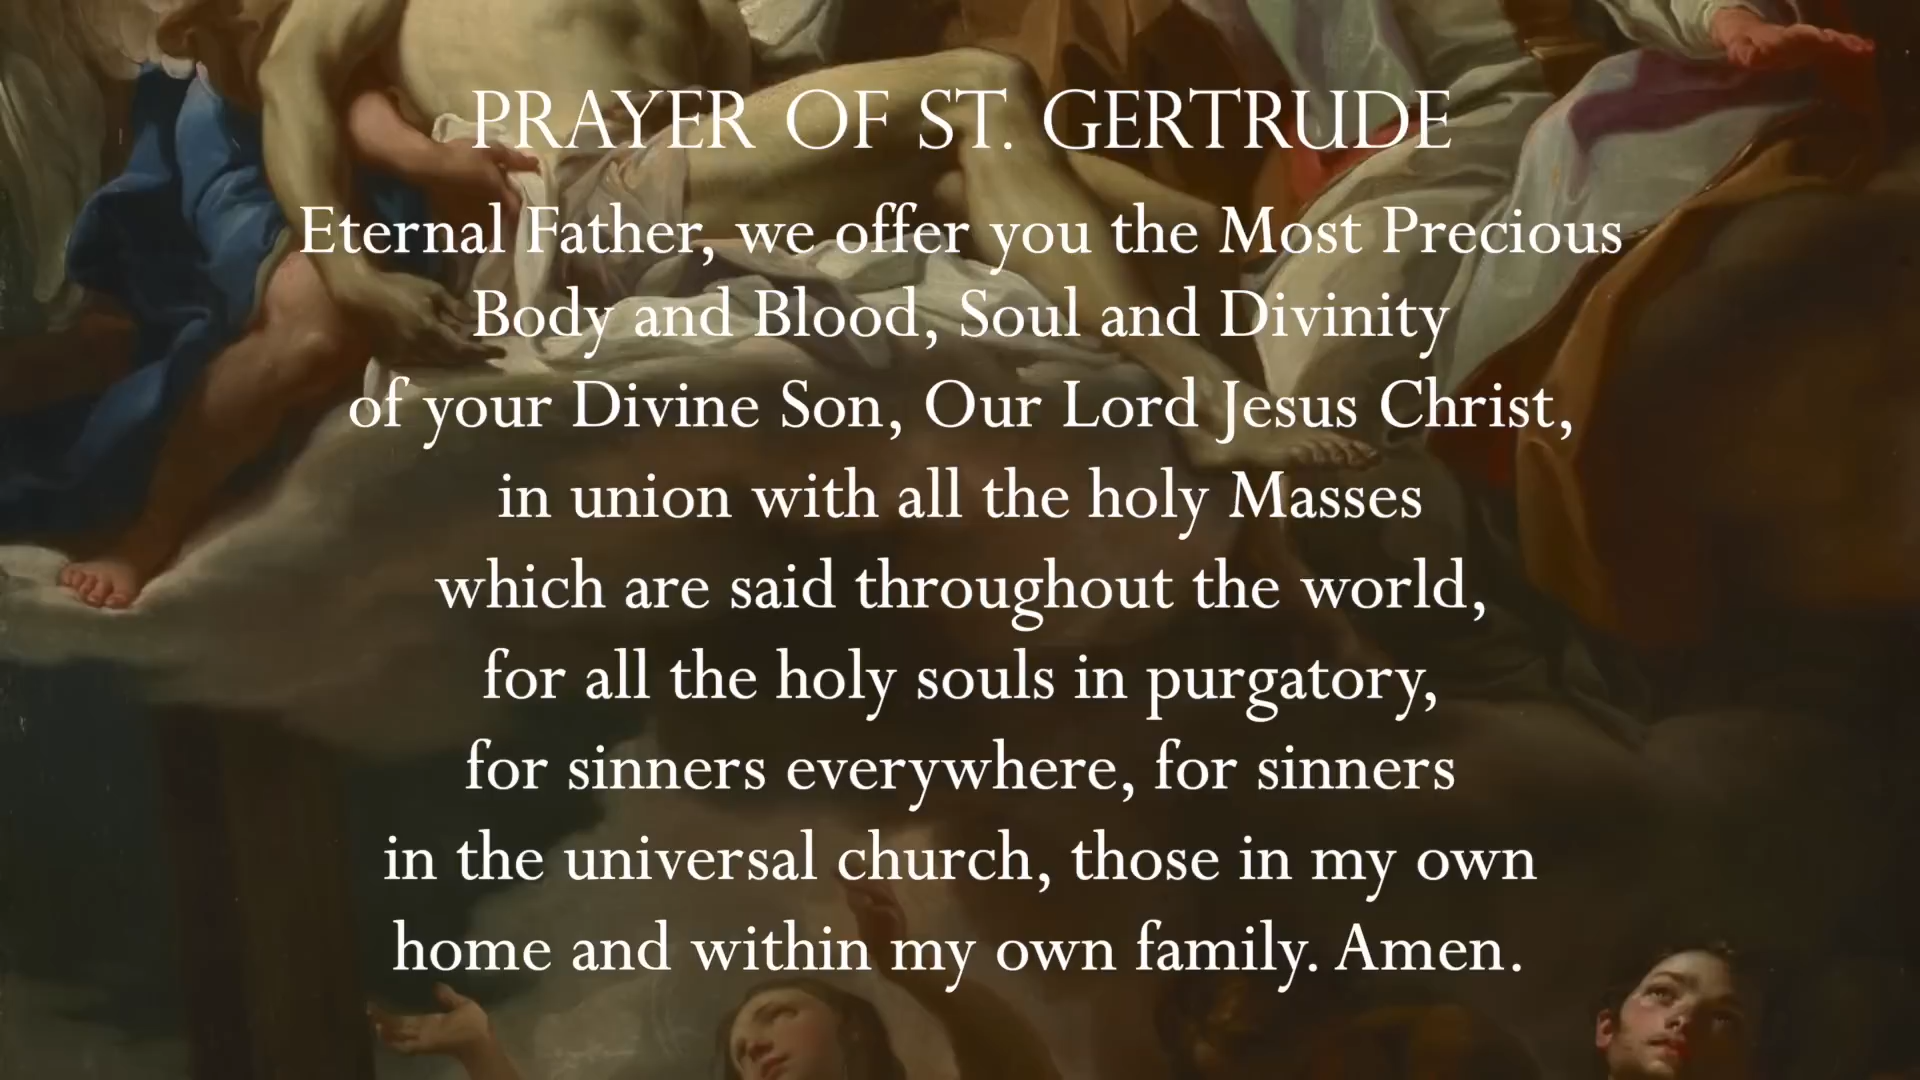 PRAYER OF ST. GERTRUDE
Eternal Father, we offer you the Most Precious
Body and Blood, Soul and Divinity
of your Divine Son, Our Lord Jesus Christ,
in union with all the holy Masses
which are said throughout the world,
for all the holy souls in purgatory,
for sinners everywhere, for sinners
in the universal church, those in my own
home and within my own family. Amen.